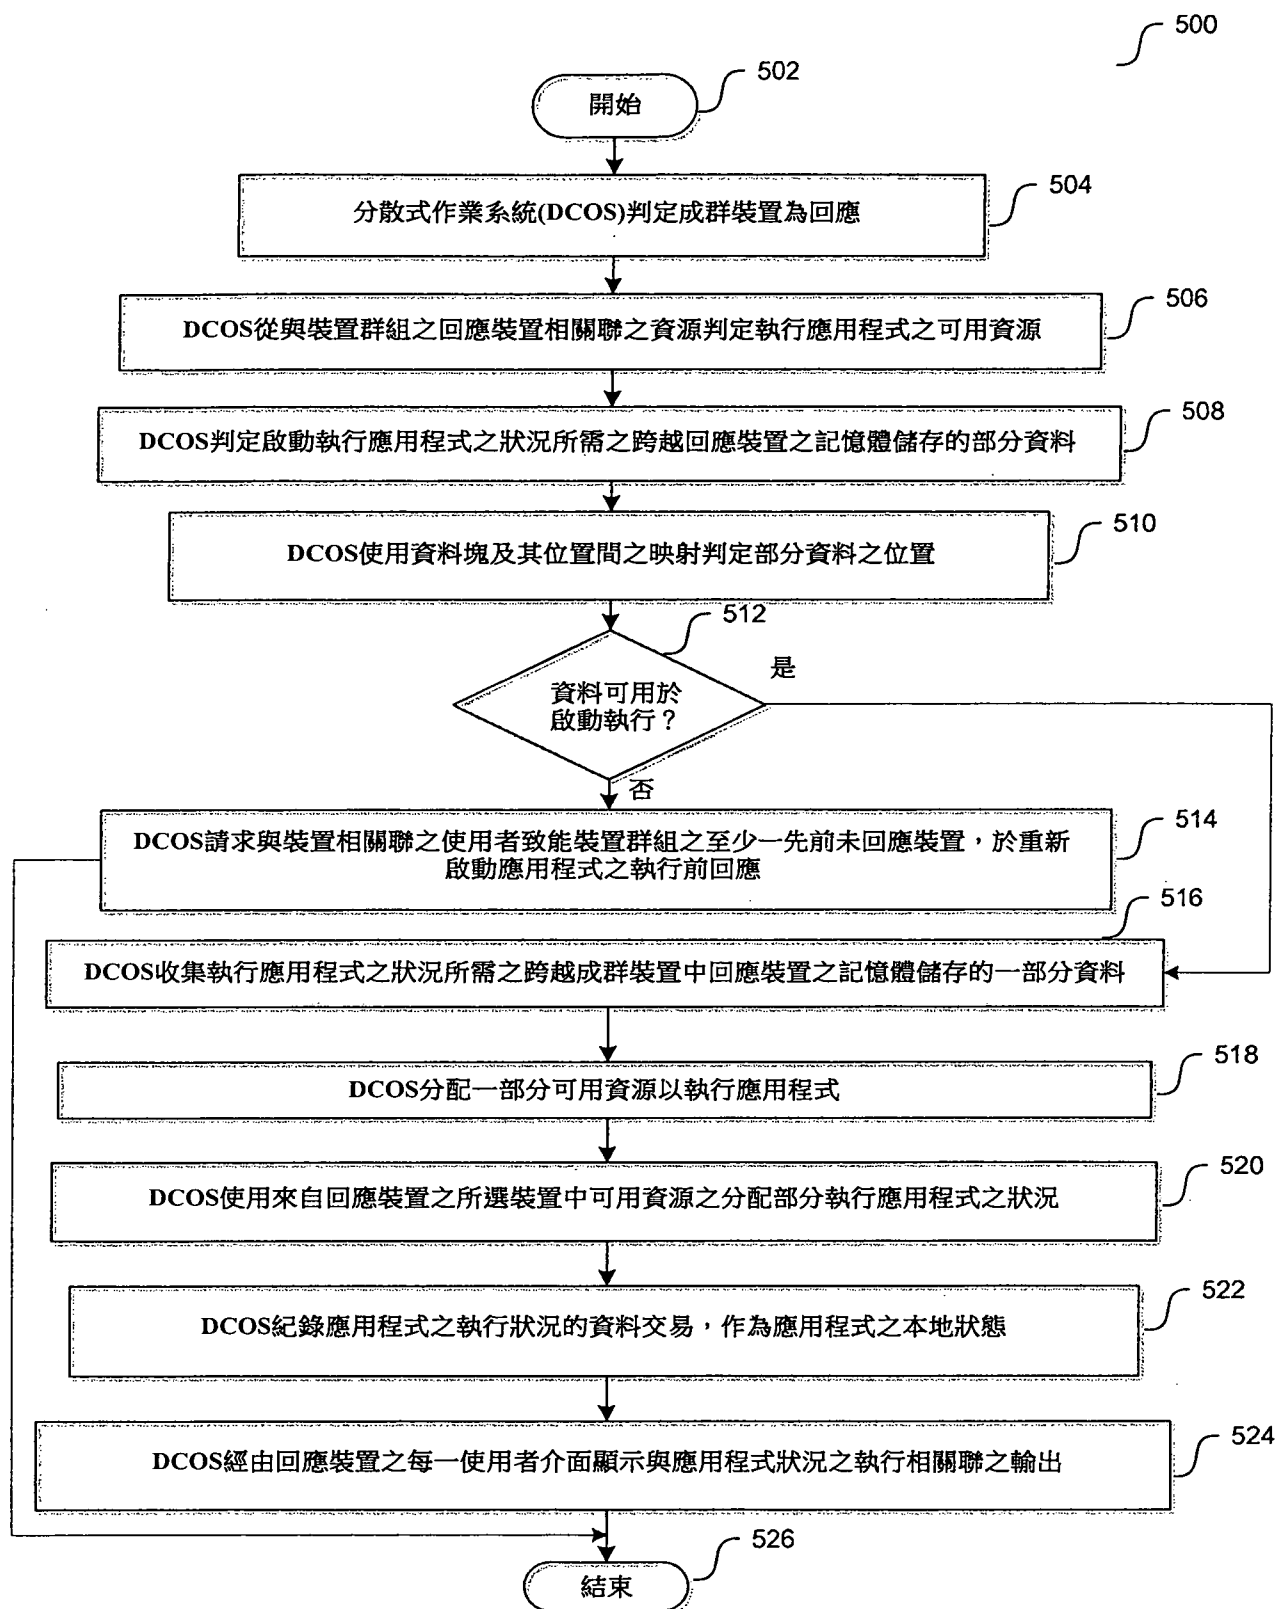 500
502
開始
504
分散式作業系統(DCOS)判定成群裝置為回應
506
DCOS從與裝置群組之回應裝置相關聯之資源判定執行應用程式之可用資源
508
DCOS判定啟動執行應用程式之狀況所需之跨越回應裝置之記憶體儲存的部分資料
510
DCOS使用資料塊及其位置間之映射判定部分資料之位置
512
是
資料可用於
啟動執行？
否
514
DCOS請求與裝置相關聯之使用者致能裝置群組之至少一先前未回應裝置，於重新
啟動應用程式之執行前回應
516
DCOS收集執行應用程式之狀況所需之跨越成群裝置中回應裝置之記憶體儲存的一部分資料
518
DCOS分配一部分可用資源以執行應用程式
520
DCOS使用來自回應裝置之所選裝置中可用資源之分配部分執行應用程式之狀況
522
DCOS紀錄應用程式之執行狀況的資料交易，作為應用程式之本地狀態
524
DCOS經由回應裝置之每一使用者介面顯示與應用程式狀況之執行相關聯之輸出
526
結束